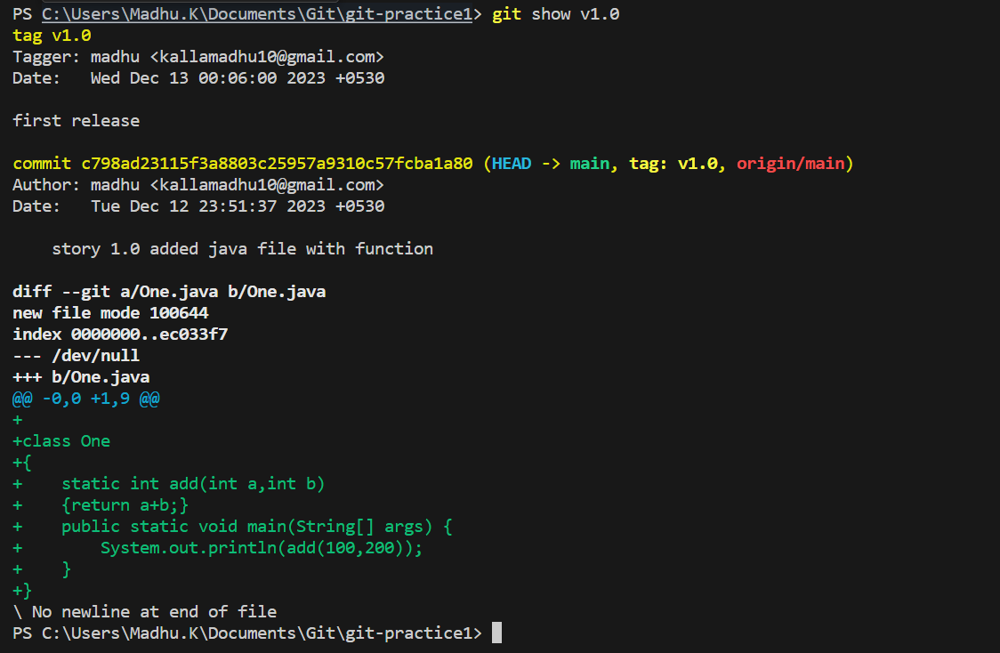 PS C:\Users\Madhu.K\Documents\Git\git-practice1> git show v1.0
tag v1.0
Tagger: madhu <kallamadhu10@gmail.com>
Date:   Wed Dec 13 00:06:00 2023 +0530

first release

commit c798ad23115f3a8803c25957a9310c57fcba1a80 (HEAD -> main, tag: v1.0, origin/main)
Author: madhu <kallamadhu10@gmail.com>
Date:   Tue Dec 12 23:51:37 2023 +0530

    story 1.0 added java file with function

diff --git a/One.java b/One.java
new file mode 100644
index 0000000..ec033f7
--- /dev/null
+++ b/One.java
@@ -0,0 +1,9 @@
+
+class One
+{
+    static int add(int a,int b)
+    {return a+b;}
+    public static void main(String[] args) {
+        System.out.println(add(100,200));
+    }
+}
\ No newline at end of file
PS C:\Users\Madhu.K\Documents\Git\git-practice1>